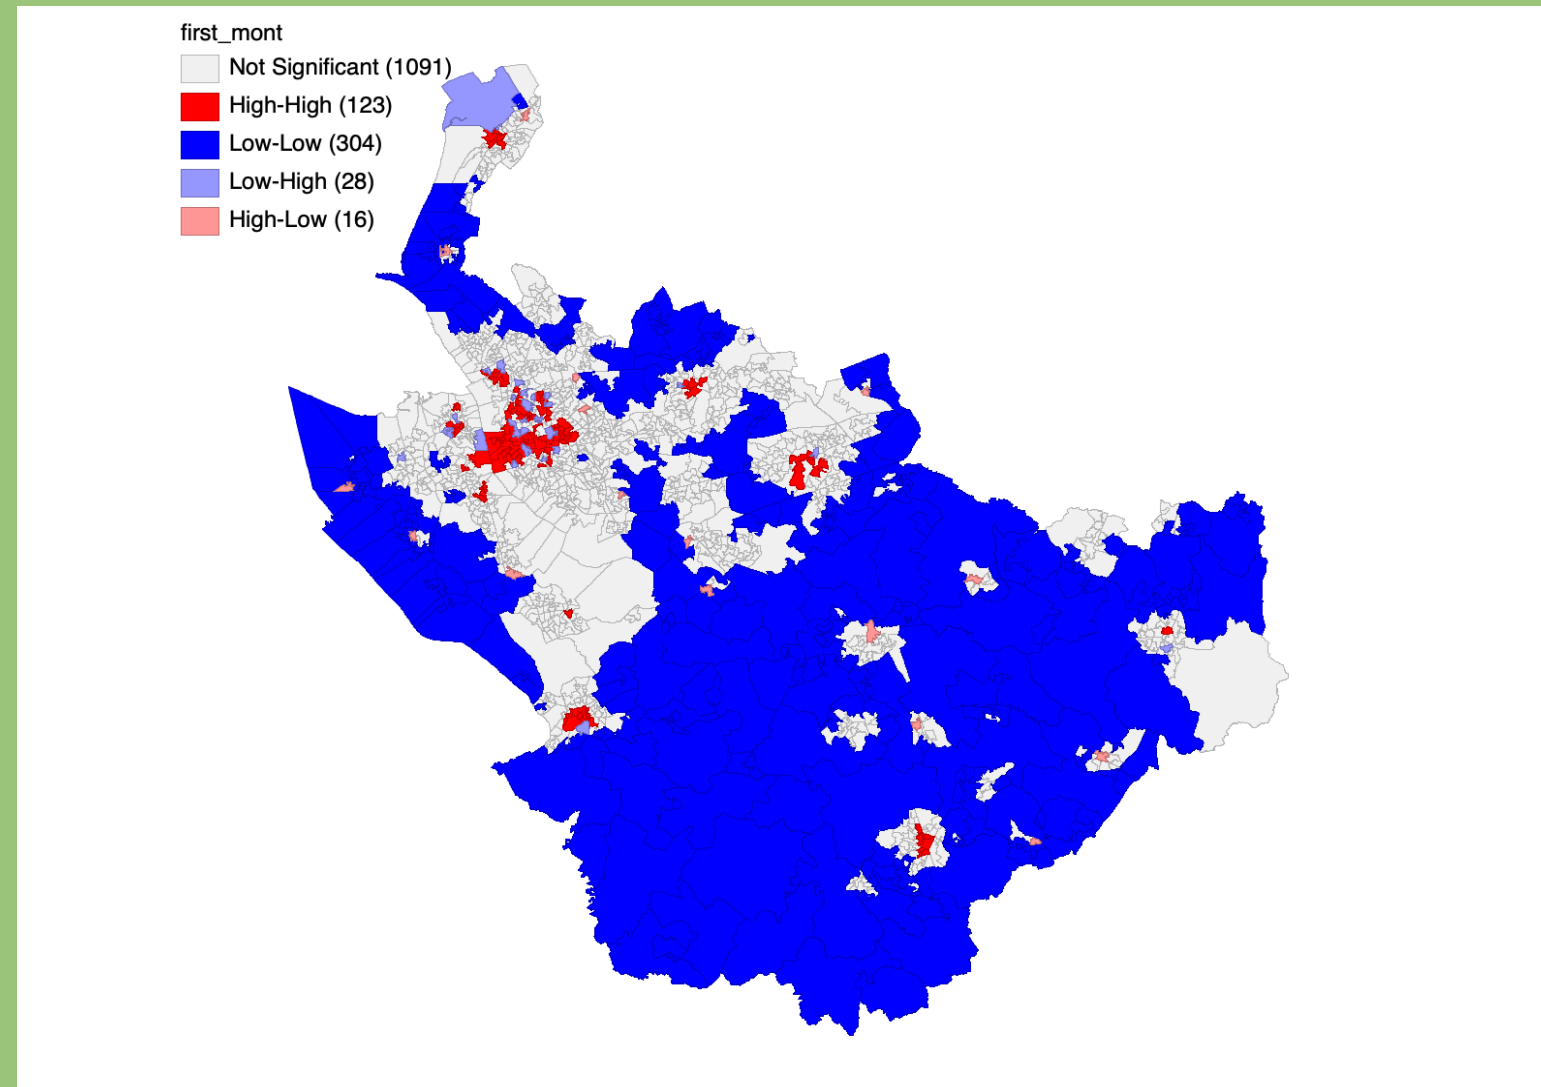 first_mont
Not Significant (1091)
High-High (123)
Low-Low (304)
Low-High (28)
High-Low (16)